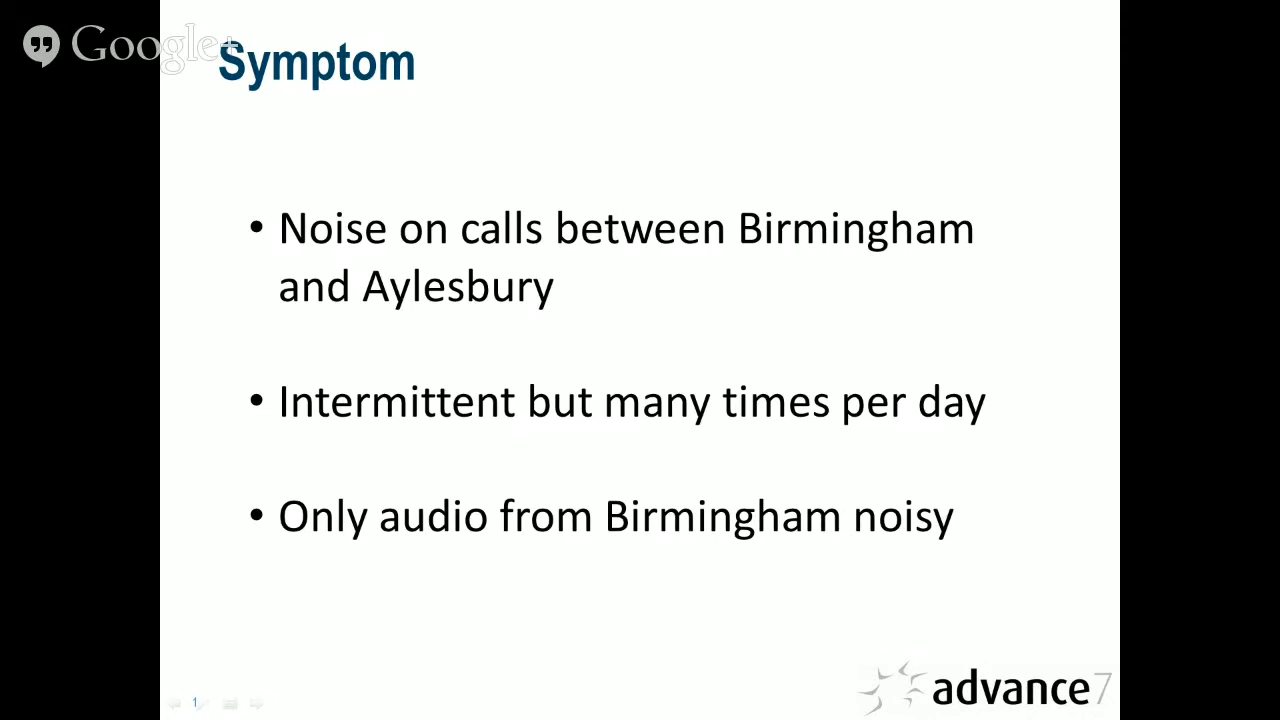 Google+
Symptom
• Noise on calls between Birmingham
and Aylesbury
• Intermittent but many times per day
• Only audio from Birmingham noisy
1
advance7